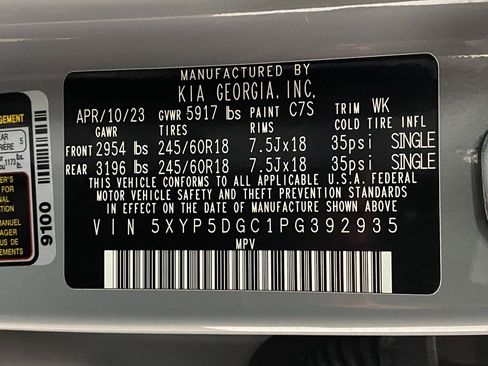 MANUFACTURED BY
KIA GEORGIA, INC.
APR/10/23 GVWR 5917 lbs PAINT C7S TRIM WK
GAWR TIRES RIMS COLD TIRE INFL
FRONT 2954 lbs 245/60R18 7.5Jx18 35psi SINGLE
REAR 3196 lbs 245/60R18 7.5Jx18 35psi SINGLE
THIS VEHICLE CONFORMS TO ALL APPLICABLE U.S.A. FEDERAL
MOTOR VEHICLE SAFETY AND THEFT PREVENTION STANDARDS
IN EFFECT ON THE DATE OF MANUFACTURE SHOWN ABOVE
VIN 5XYP5DGC1PG392935
MPV
5
9100